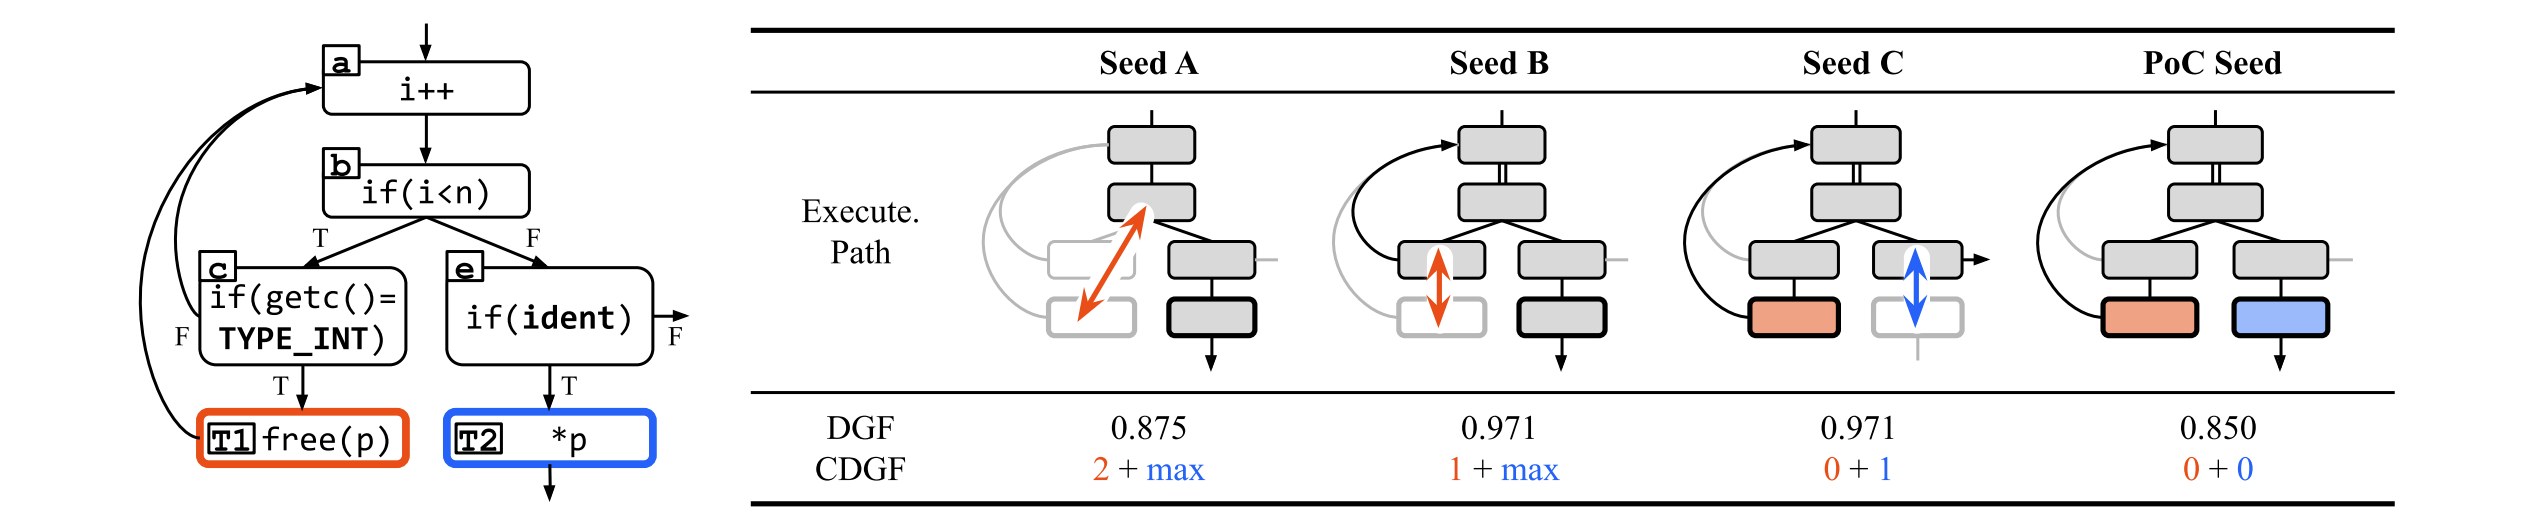 a
i++
b
if(i<n)
T
F
c
if(getc()=
TYPE_INT)
e
if(ident)
F
F
T
T
T1 free(p)
T2 *p
Seed A Seed B Seed C PoC Seed
Execute.
Path
DGF 0.875 0.971 0.971 0.850
CDGF 2 + max 1 + max 0 + 1 0 + 0